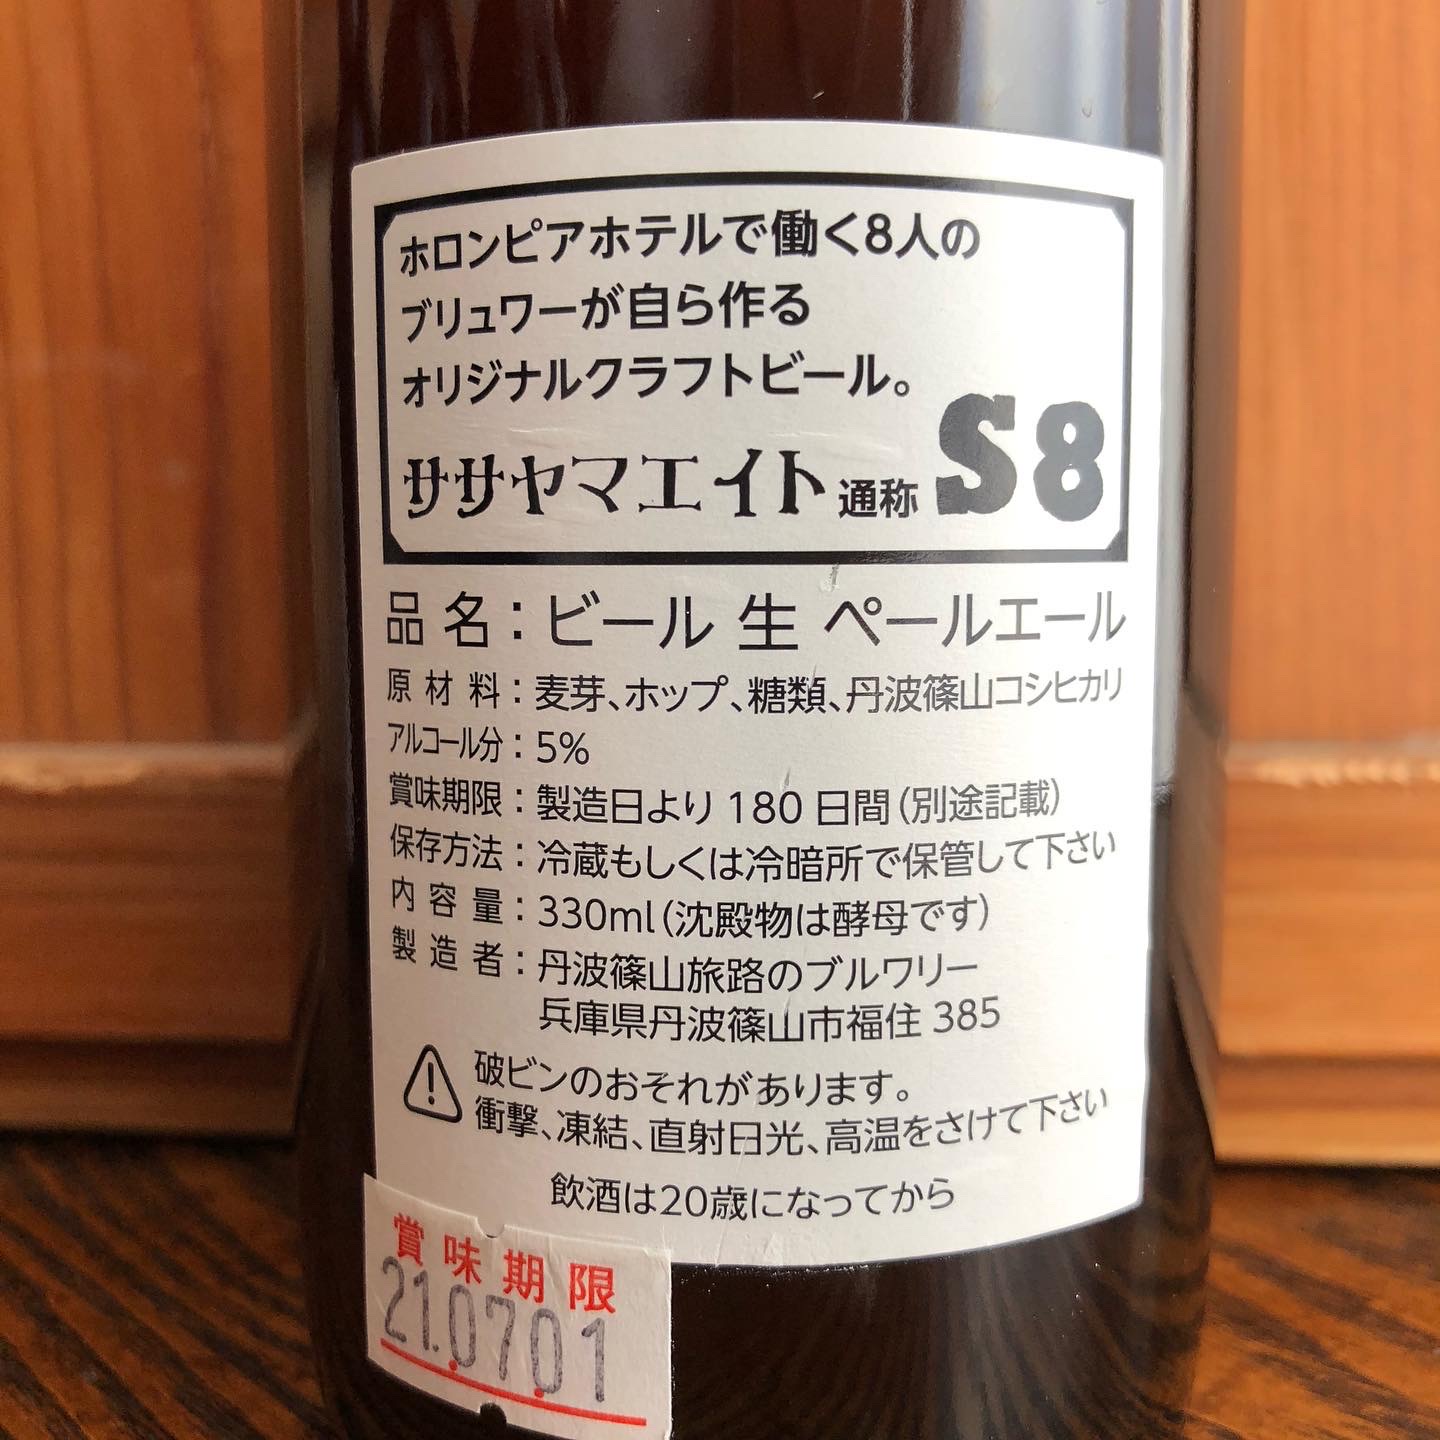 ホロンピアホテルで働く8人の
ブリュワーが自ら作る
オリジナルクラフトビール。
ササヤマエイト 通称 S8
品名：ビール 生 ペールエール
原材料：麦芽、ホップ、糖類、丹波篠山コシヒカリ
アルコール分：5%
賞味期限：製造日より180日間(別途記載)
保存方法：冷蔵もしくは冷暗所で保管して下さい
内容量：330ml(沈殿物は酵母です)
製造者：丹波篠山旅路のブルワリー
兵庫県丹波篠山市福住385
破ビンのおそれがあります。
衝撃、凍結、直射日光、高温をさけて下さい
飲酒は20歳になってから
賞味期限
21.07.01